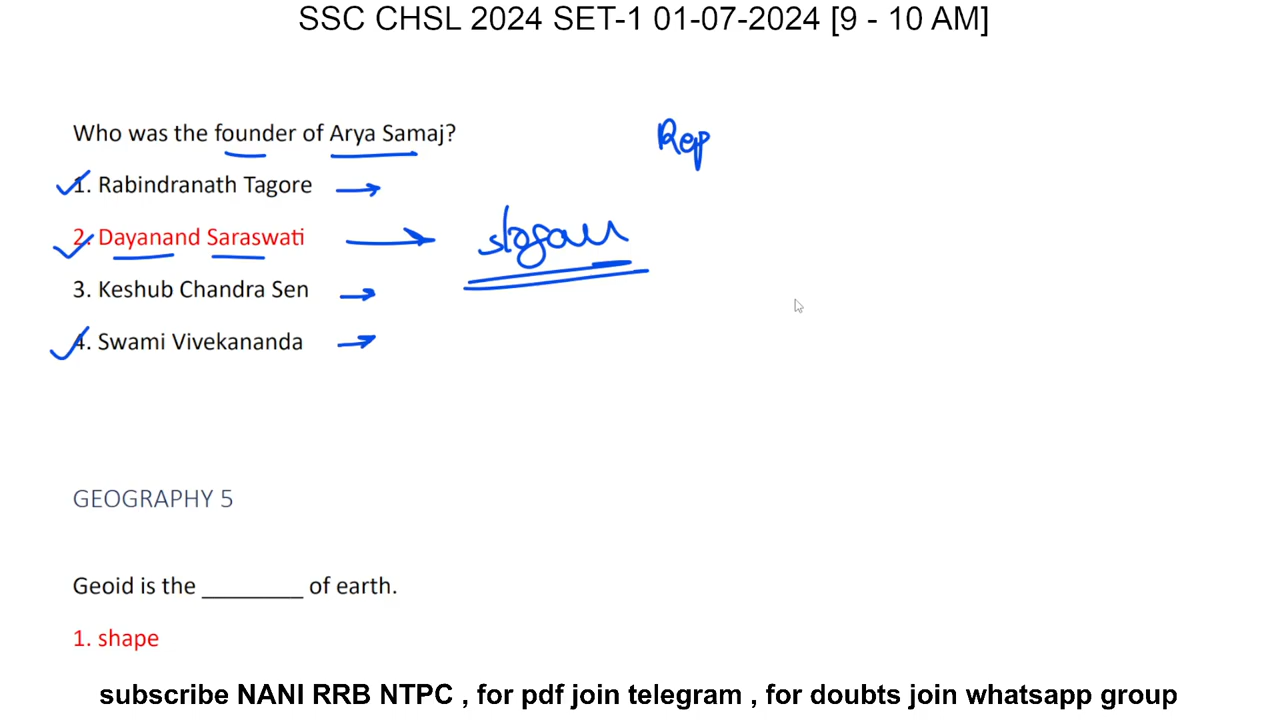 SSC CHSL 2024 SET-1 01-07-2024 [9 - 10 AM]
Who was the founder of Arya Samaj?
Rep
1. Rabindranath Tagore
2. Dayanand Saraswati
slogan
3. Keshub Chandra Sen
4. Swami Vivekananda
GEOGRAPHY 5
Geoid is the ________ of earth.
1. shape
subscribe NANI RRB NTPC , for pdf join telegram , for doubts join whatsapp group